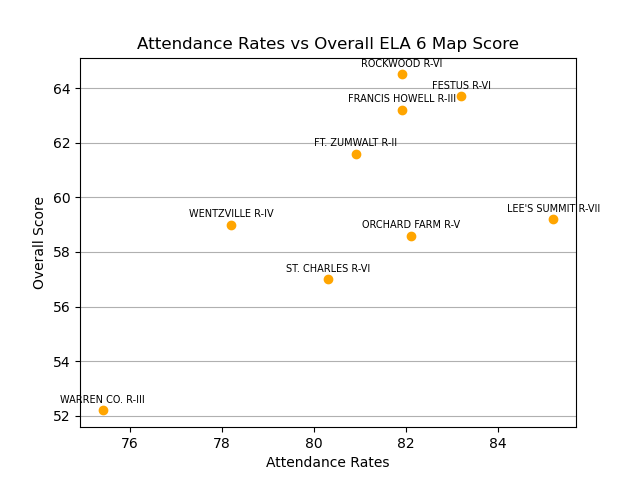 Attendance Rates vs Overall ELA 6 Map Score
ROCKWOOD R-VI
FESTUS R-VI
FRANCIS HOWELL R-III
FT. ZUMWALT R-II
LEE'S SUMMIT R-VII
WENTZVILLE R-IV
ORCHARD FARM R-V
ST. CHARLES R-VI
WARREN CO. R-III
64
62
60
58
56
54
52
Overall Score
76 78 80 82 84
Attendance Rates